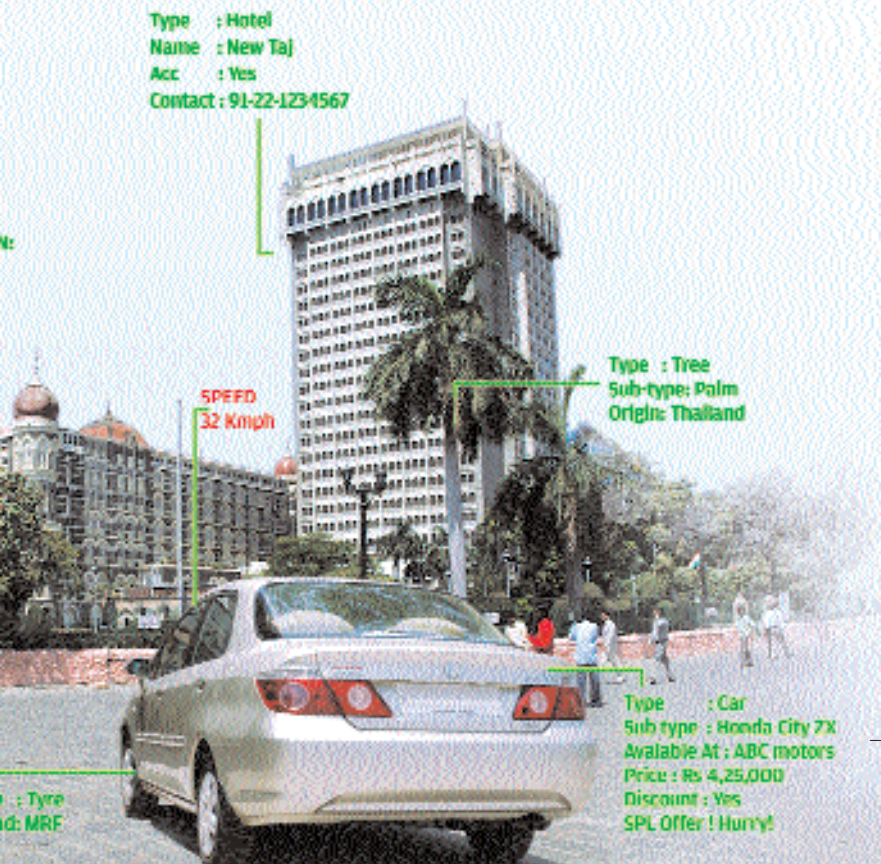 Type : Hotel
Name : New Taj
Acc : Yes
Contact : 91-22-1234567
N:
SPEED
32 Kmph
Type : Tree
Sub-type: Palm
Origin: Thailand
Type : Car
Sub type : Honda City ZX
Avalable At : ABC motors
Price : Rs 4,25,000
Discount : Yes
SPL Offer ! Hurry!
: Tyre
nd: MRF